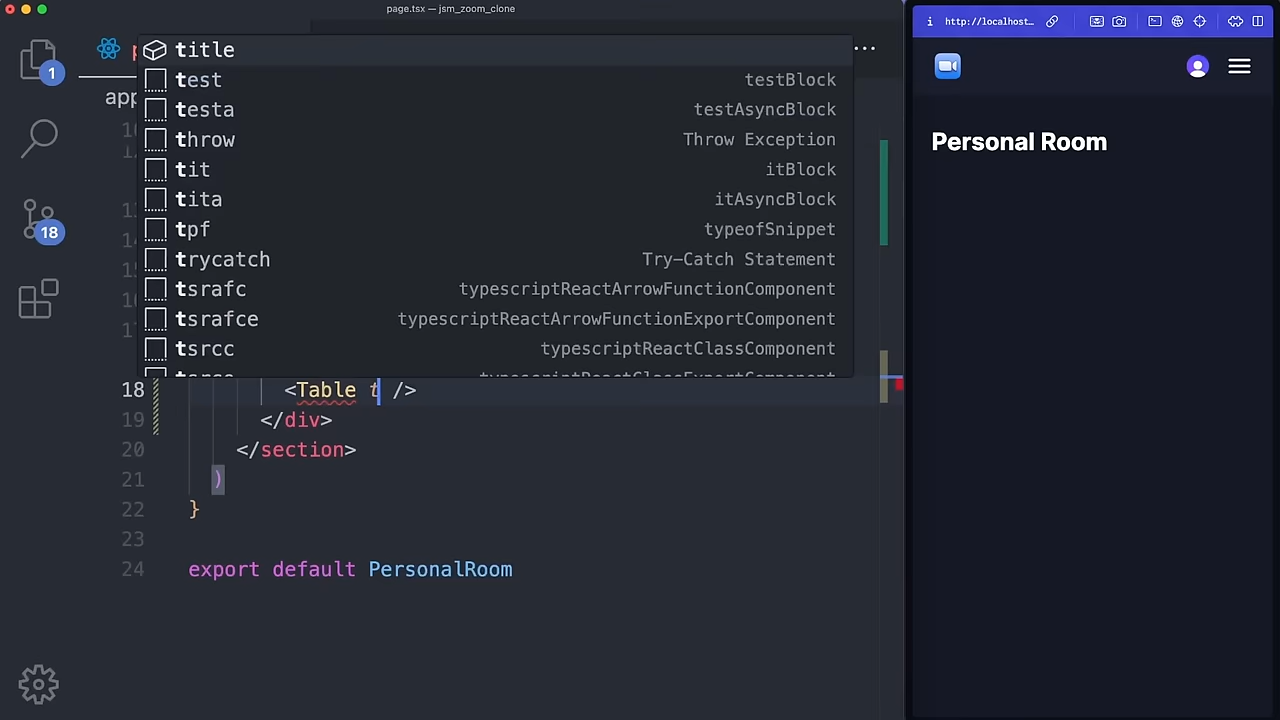 page.tsx — jsm_zoom_clone
http://localhost…
1
app
title
test testBlock
testa testAsyncBlock
throw Throw Exception
tit itBlock
tita itAsyncBlock
tpf typeofSnippet
trycatch Try-Catch Statement
tsrafc typescriptReactArrowFunctionComponent
tsrafce typescriptReactArrowFunctionExportComponent
tsrcc typescriptReactClassComponent
18
18 <Table t />
19 </div>
20 </section>
21 )
22 }
23
24 export default PersonalRoom
Personal Room